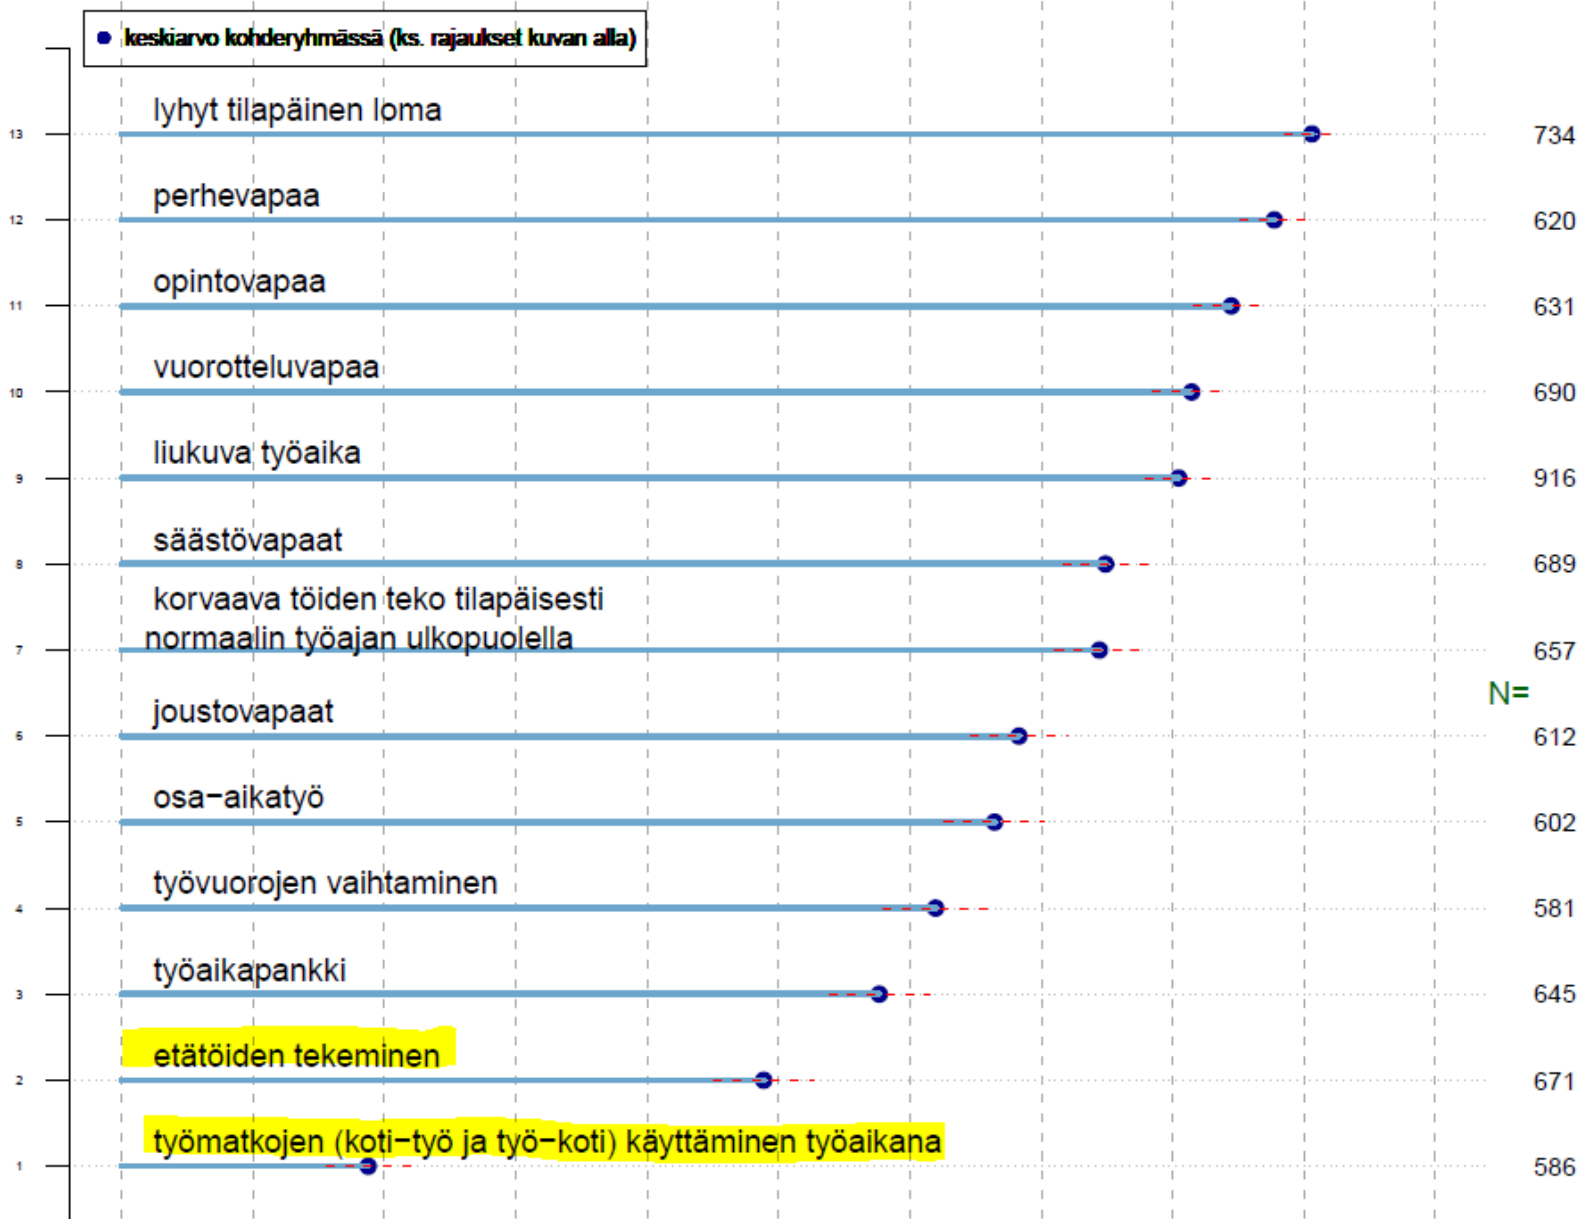 keskiarvo kohderyhmässä (ks. rajaukset kuvan alla)
lyhyt tilapäinen loma
13 734
perhevapaa
12 620
opintovapaa
11 631
vuorotteluvapaa
10 690
liukuva työaika
9 916
säästövapaat
8 689
korvaava töiden teko tilapäisesti
normaalin työajan ulkopuolella
7 657
N=
joustovapaat
6 612
osa−aikatyö
5 602
työvuorojen vaihtaminen
4 581
työaikapankki
3 645
etätöiden tekeminen
2 671
työmatkojen (koti−työ ja työ−koti) käyttäminen työaikana
1 586